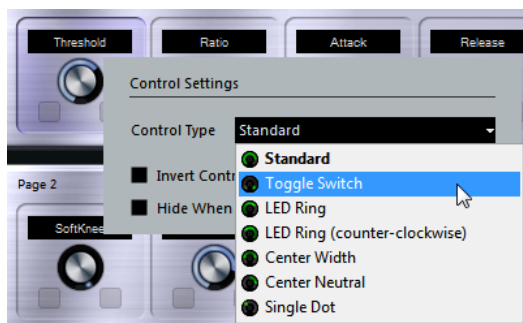 Threshold Ratio Attack Release
Control Settings
Control Type Standard
Standard
Invert Contr
Toggle Switch
Page 2
Hide When
LED Ring
SoftKnee
LED Ring (counter-clockwise)
Center Width
Center Neutral
Single Dot